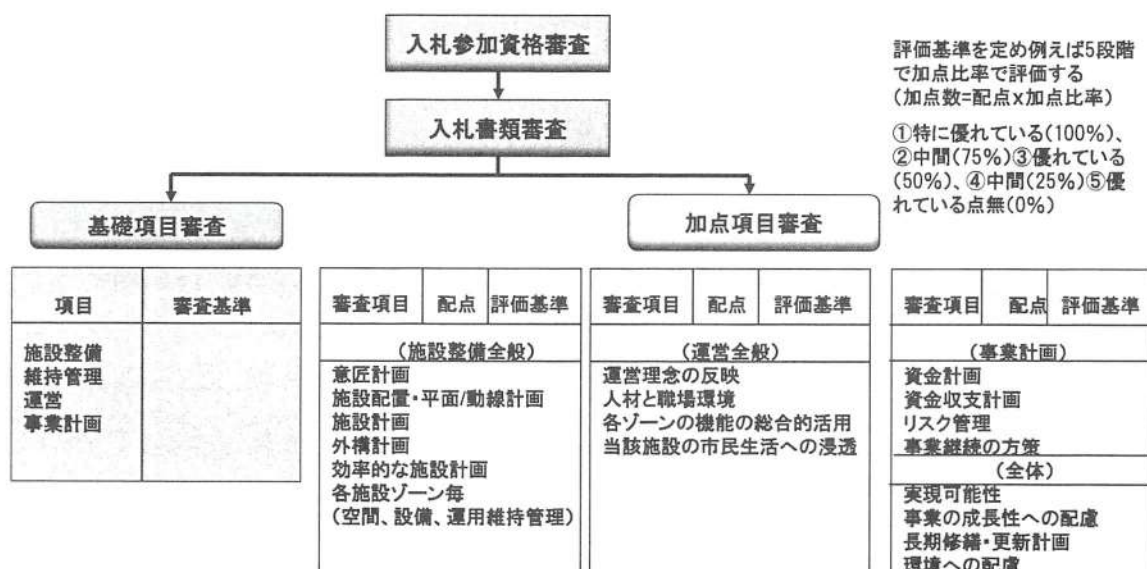 入札参加資格審査
入札書類審査
評価基準を定め例えば5段階
で加点比率で評価する
(加点数=配点x加点比率)
①特に優れている(100%)、
②中間(75%)③優れている
(50%)、④中間(25%)⑤優
れている点無(0%)
基礎項目審査
加点項目審査
項目 審査基準
施設整備
維持管理
運営
事業計画
審査項目 配点 評価基準
(施設整備全般)
意匠計画
施設配置・平面/動線計画
施設計画
外構計画
効率的な施設計画
各施設ゾーン毎
(空間、設備、運用維持管理)
審査項目 配点 評価基準
(運営全般)
運営理念の反映
人材と職場環境
各ゾーンの機能の総合的活用
当該施設の市民生活への浸透
審査項目 配点 評価基準
(事業計画)
資金計画
資金収支計画
リスク管理
事業継続の方策
(全体)
実現可能性
事業の成長性への配慮
長期修繕・更新計画
環境への配慮